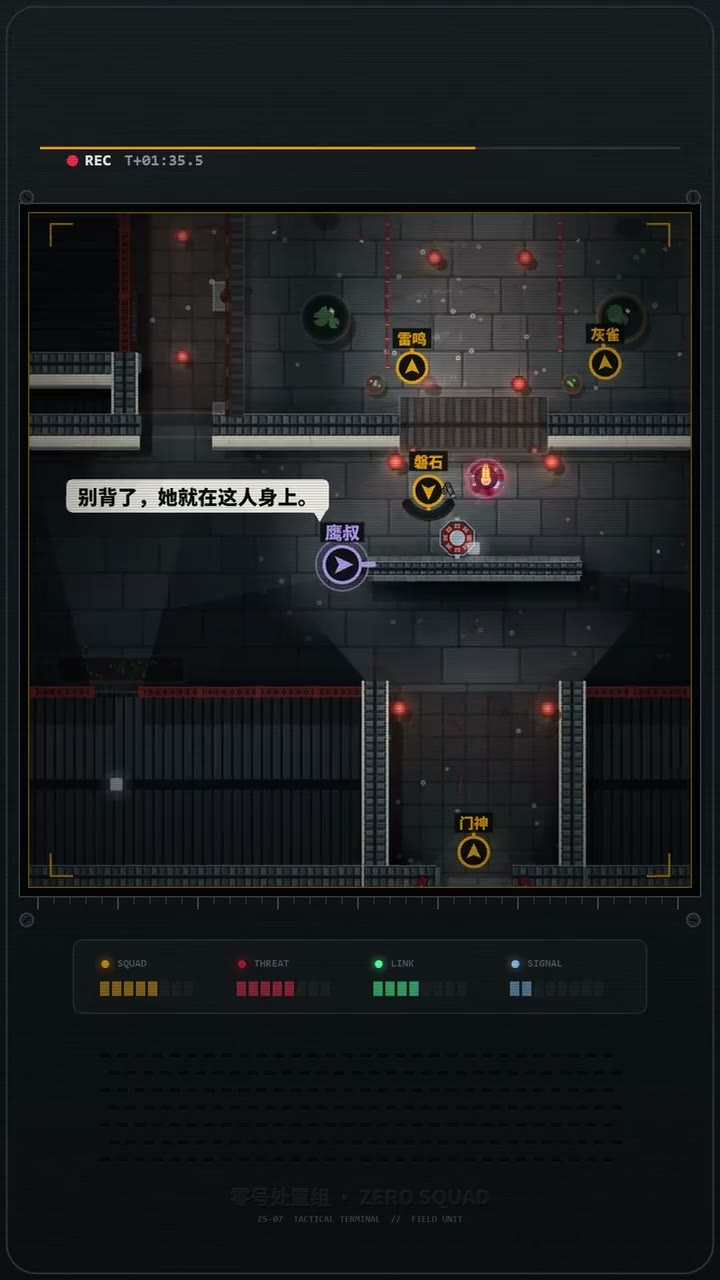 REC T+01:35.5
雷鸣
灰雀
磐石
别背了，她就在这人身上。
鹰叔
门神
SQUAD THREAT LINK SIGNAL
零号处置组 · ZERO SQUAD
ZS-07 TACTICAL TERMINAL // FIELD UNIT